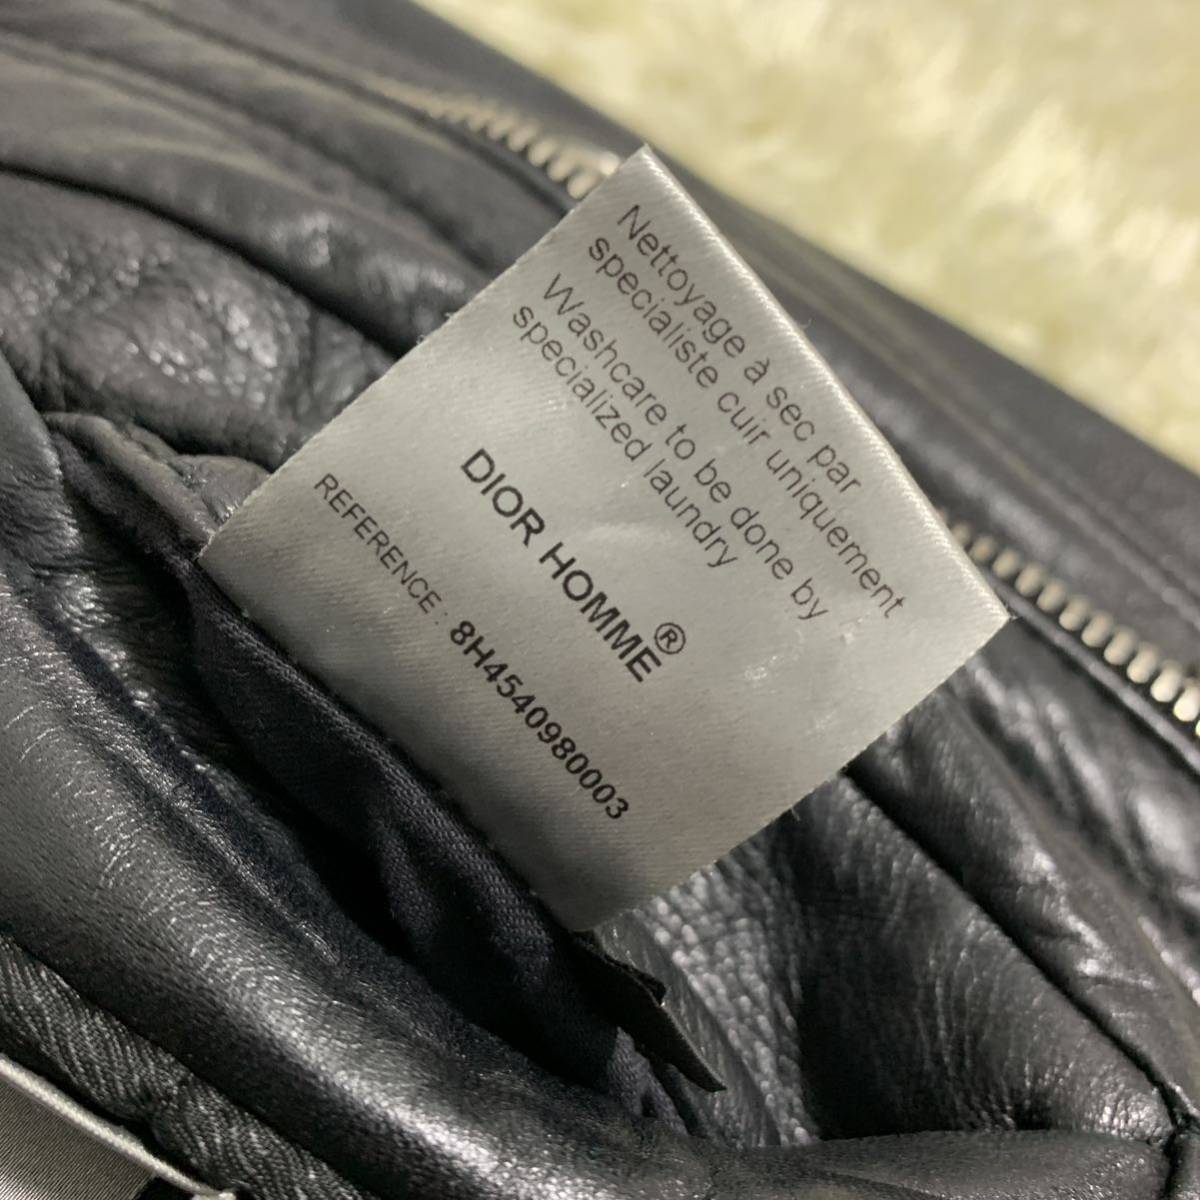 Nettoyage à sec par
specialiste cuir uniquement
Washcare to be done by
specialized laundry
DIOR HOMME®
REFERENCE : 8H4540980003